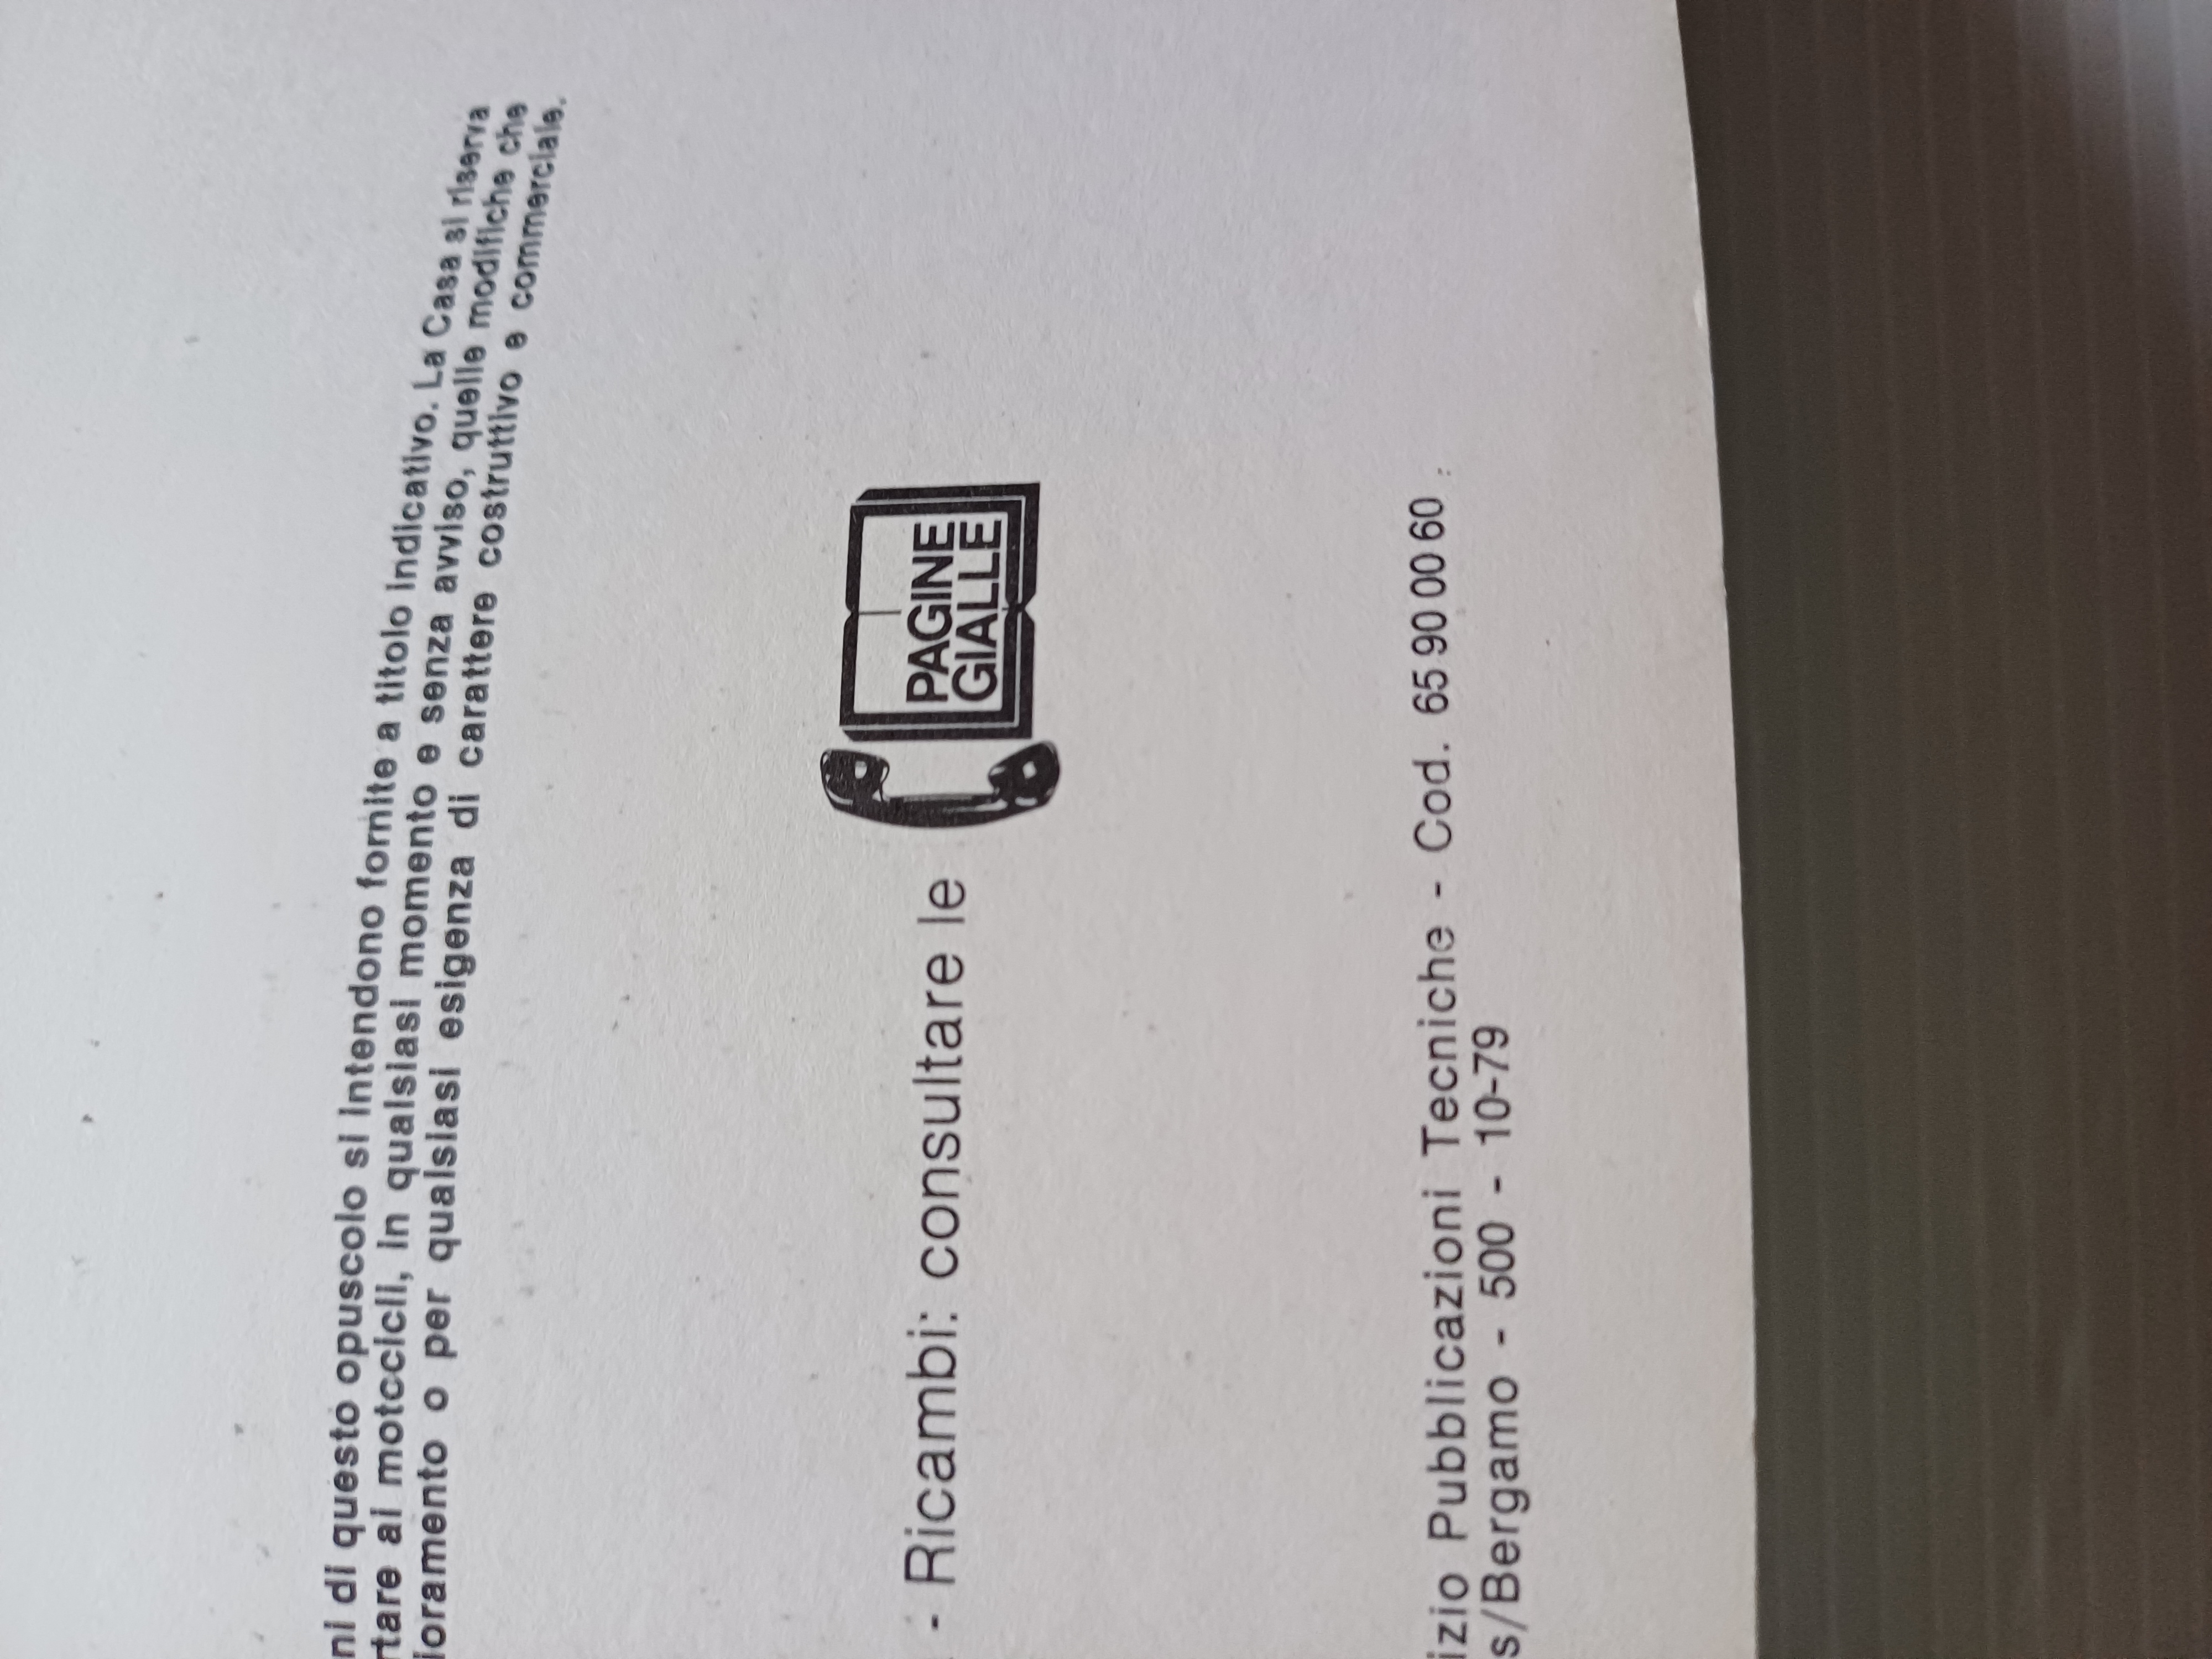 ni di questo opuscolo si intendono fornite a titolo indicativo. La Casa si riserva
rtare ai motccicli, in qualsiasi momento e senza avviso, quelle modifiche che
ioramento o per qualsiasi esigenza di carattere costruttivo e commerciale.
- Ricambi: consultare le
PAGINE
GIALLE
izio Pubblicazioni Tecniche - Cod. 65 90 00 60
s/Bergamo - 500 - 10-79